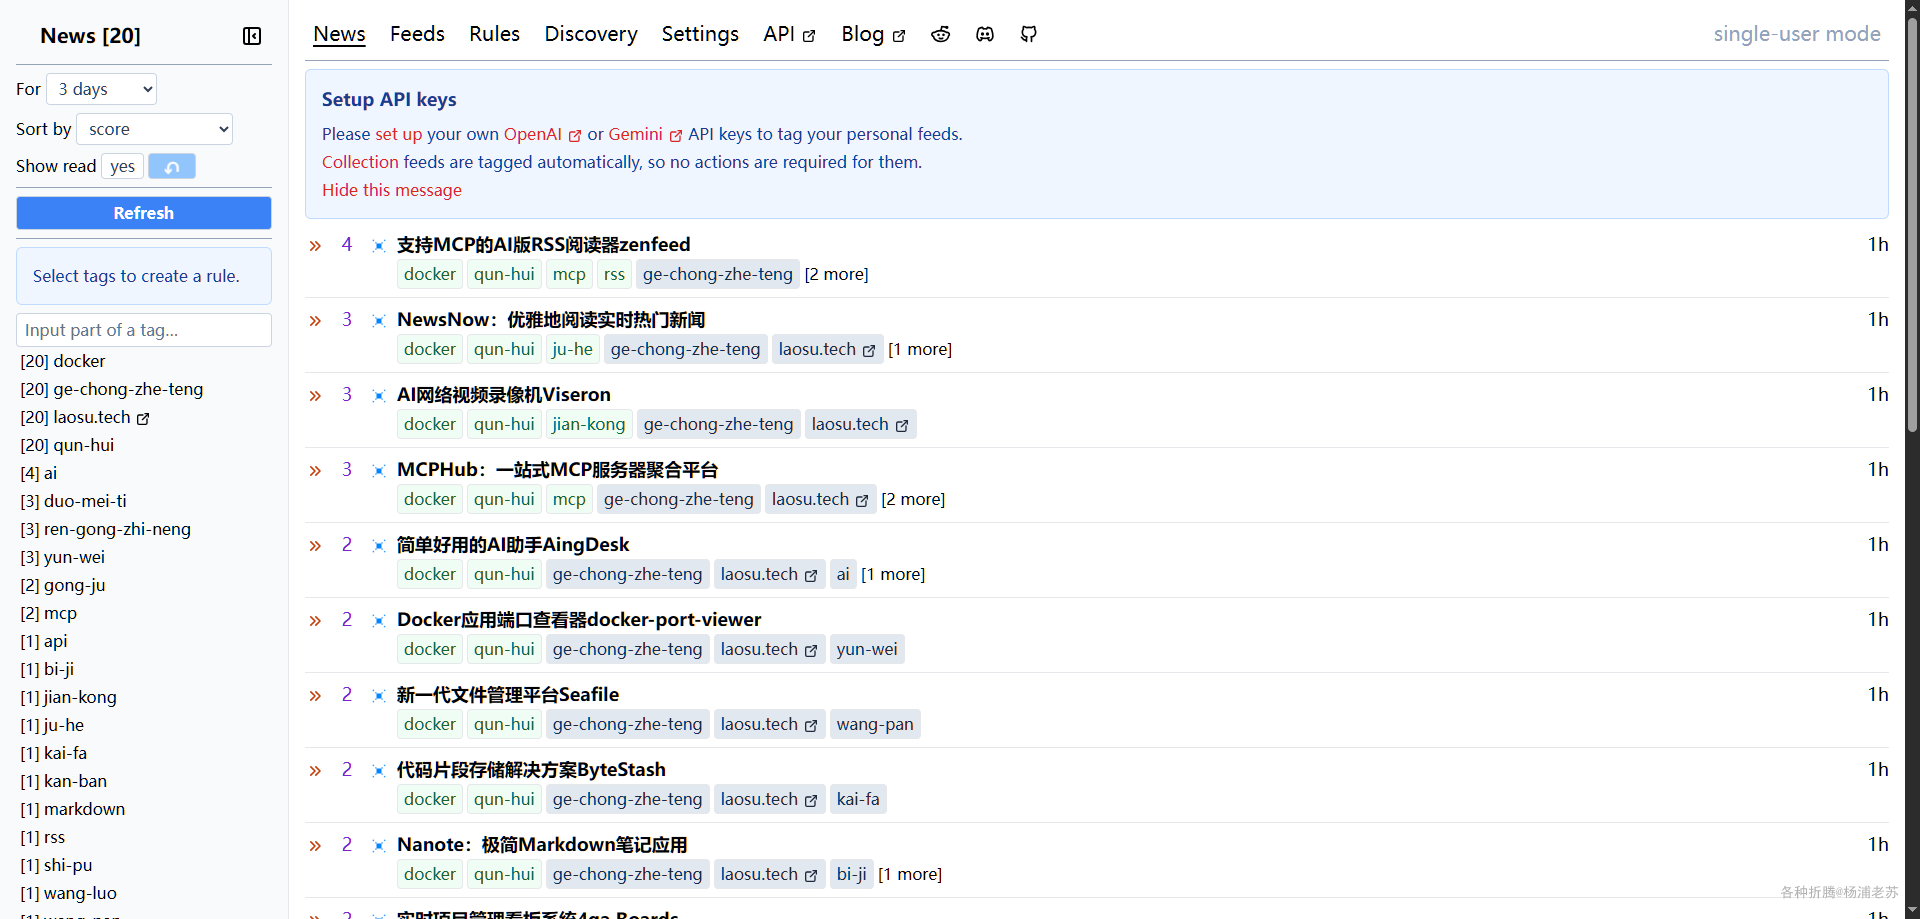 News [20]
For 3 days
Sort by score
Show read yes
Refresh
Select tags to create a rule.
Input part of a tag...
[20] docker
[20] ge-chong-zhe-teng
[20] laosu.tech
[20] qun-hui
[4] ai
[3] duo-mei-ti
[3] ren-gong-zhi-neng
[3] yun-wei
[2] gong-ju
[2] mcp
[1] api
[1] bi-ji
[1] jian-kong
[1] ju-he
[1] kai-fa
[1] kan-ban
[1] markdown
[1] rss
[1] shi-pu
[1] wang-luo
News Feeds Rules Discovery Settings API Blog single-user mode
Setup API keys
Please set up your own OpenAI or Gemini API keys to tag your personal feeds.
Collection feeds are tagged automatically, so no actions are required for them.
Hide this message
4 支持MCP的AI版RSS阅读器zenfeed 1h
docker qun-hui mcp rss ge-chong-zhe-teng [2 more]
3 NewsNow：优雅地阅读实时热门新闻 1h
docker qun-hui ju-he ge-chong-zhe-teng laosu.tech [1 more]
3 AI网络视频录像机Viseron 1h
docker qun-hui jian-kong ge-chong-zhe-teng laosu.tech
3 MCPHub：一站式MCP服务器聚合平台 1h
docker qun-hui mcp ge-chong-zhe-teng laosu.tech [2 more]
2 简单好用的AI助手AingDesk 1h
docker qun-hui ge-chong-zhe-teng laosu.tech ai [1 more]
2 Docker应用端口查看器docker-port-viewer 1h
docker qun-hui ge-chong-zhe-teng laosu.tech yun-wei
2 新一代文件管理平台Seafile 1h
docker qun-hui ge-chong-zhe-teng laosu.tech wang-pan
2 代码片段存储解决方案ByteStash 1h
docker qun-hui ge-chong-zhe-teng laosu.tech kai-fa
2 Nanote：极简Markdown笔记应用 1h
docker qun-hui ge-chong-zhe-teng laosu.tech bi-ji [1 more]
2 实时项目管理看板系统4ga Boards 1h
各种折腾@杨浦老苏